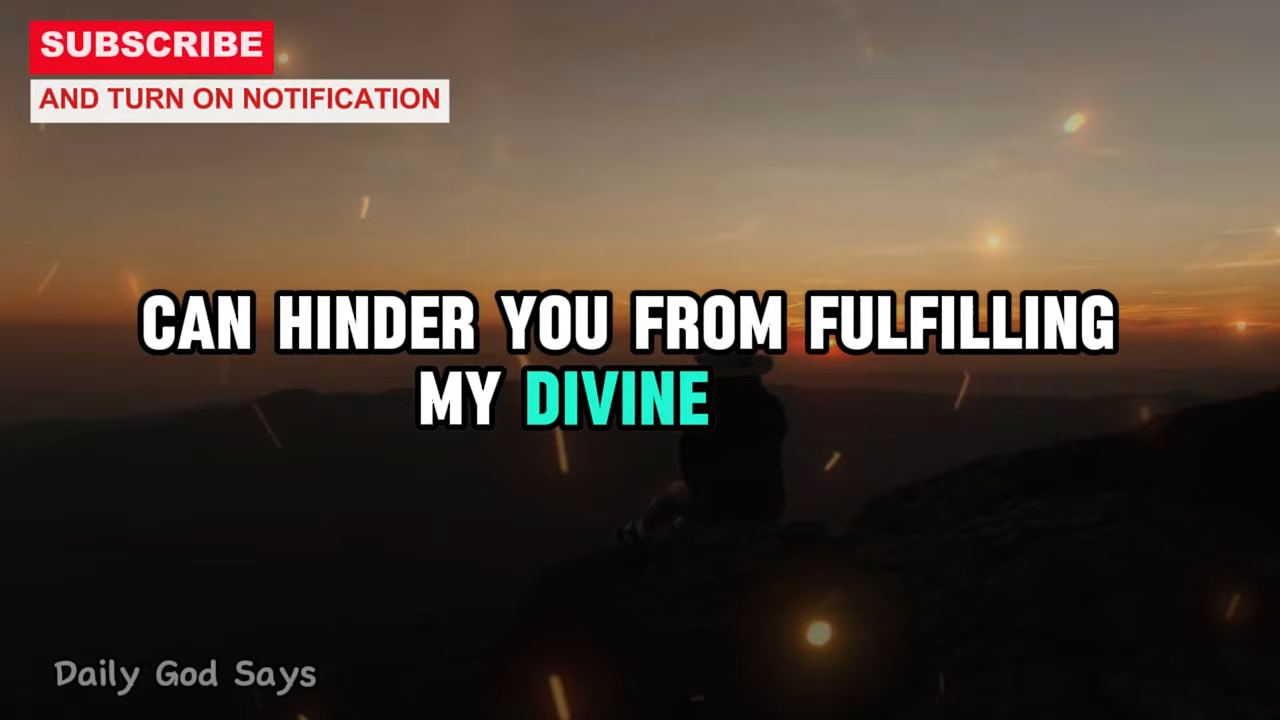 SUBSCRIBE
AND TURN ON NOTIFICATION
CAN HINDER YOU FROM FULFILLING
MY DIVINE
Daily God Says